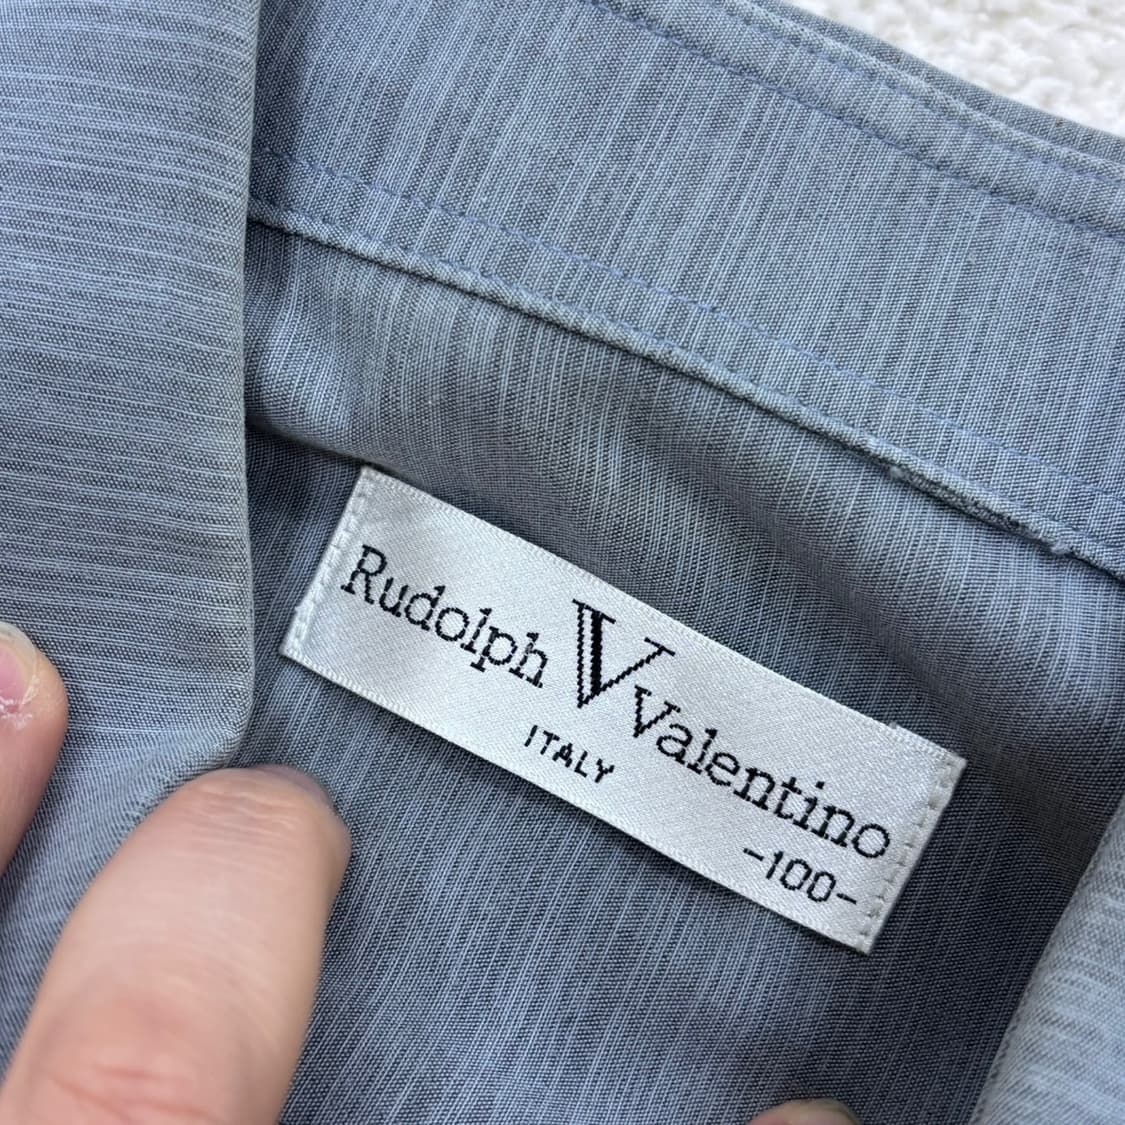 Rudolph V Valentino
ITALY
-100-